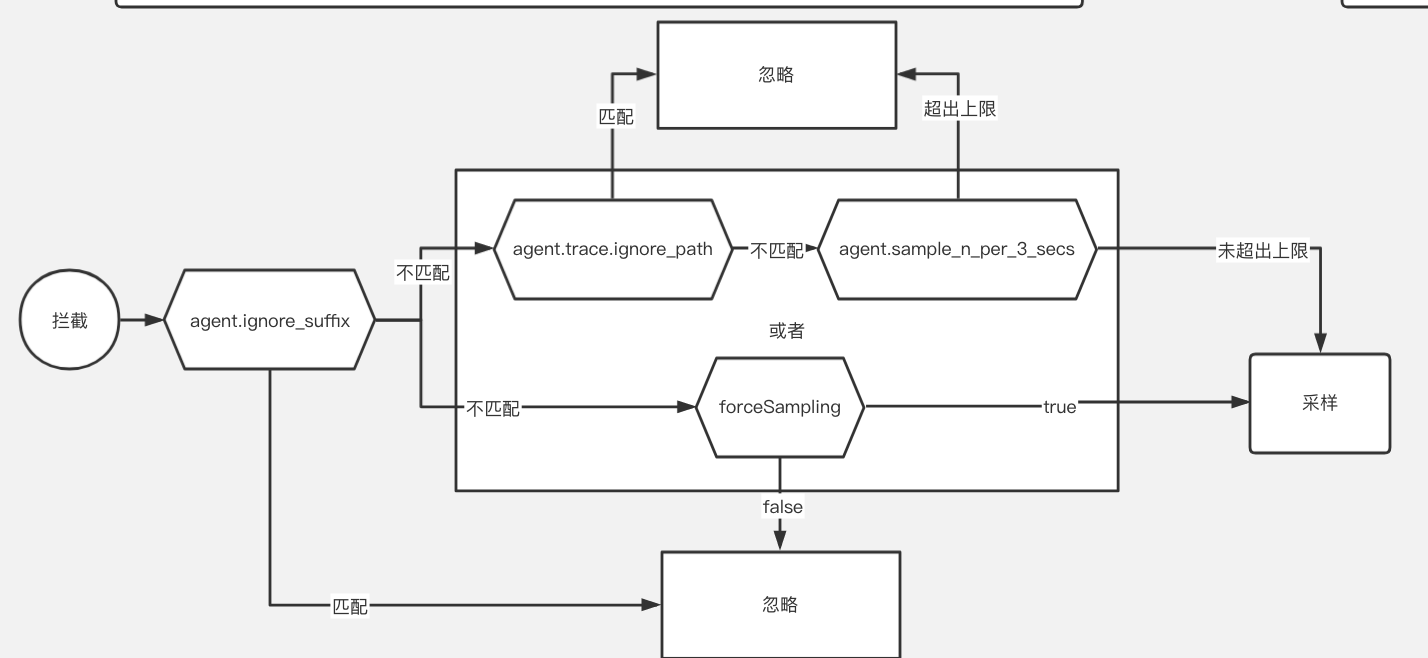 忽略
匹配
超出上限
agent.trace.ignore_path
不匹配
agent.sample_n_per_3_secs
未超出上限
不匹配
拦截
agent.ignore_suffix
或者
不匹配
forceSampling
true
采样
false
匹配
忽略